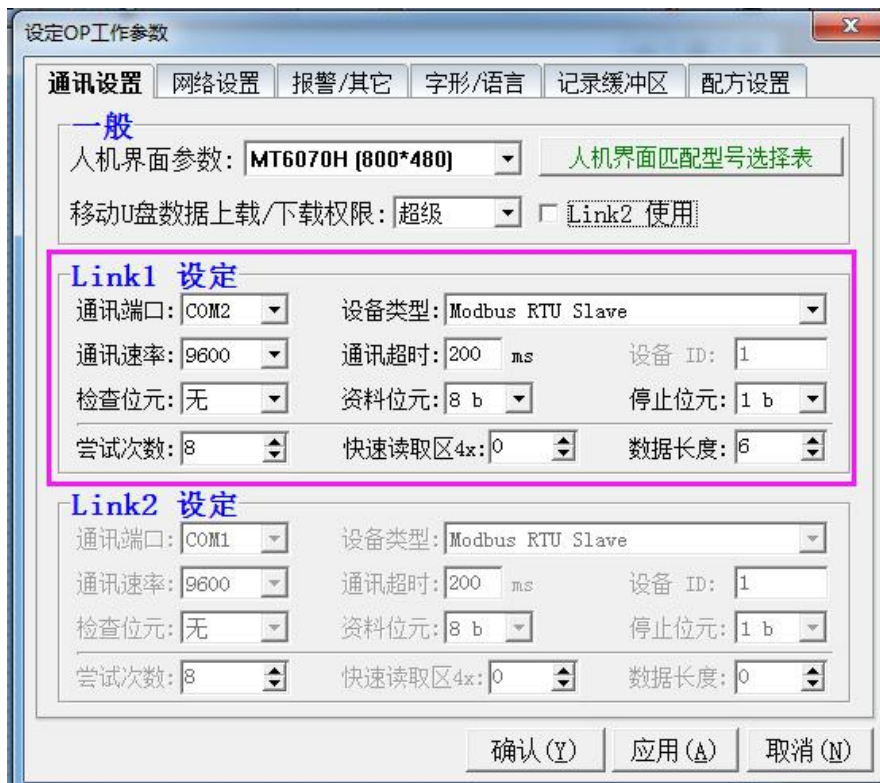 设定OP工作参数
通讯设置 网络设置 报警/其它 字形/语言 记录缓冲区 配方设置
一般
人机界面参数: MT6070H (800*480) 人机界面匹配型号选择表
移动U盘数据上载/下载权限: 超级 Link2 使用
Link1 设定
通讯端口: COM2 设备类型: Modbus RTU Slave
通讯速率: 9600 通讯超时: 200 ms 设备 ID: 1
检查位元: 无 资料位元: 8 b 停止位元: 1 b
尝试次数: 8 快速读取区4x: 0 数据长度: 6
Link2 设定
通讯端口: COM1 设备类型: Modbus RTU Slave
通讯速率: 9600 通讯超时: 200 ms 设备 ID: 1
检查位元: 无 资料位元: 8 b 停止位元: 1 b
尝试次数: 8 快速读取区4x: 0 数据长度: 0
确认(Y) 应用(A) 取消(N)